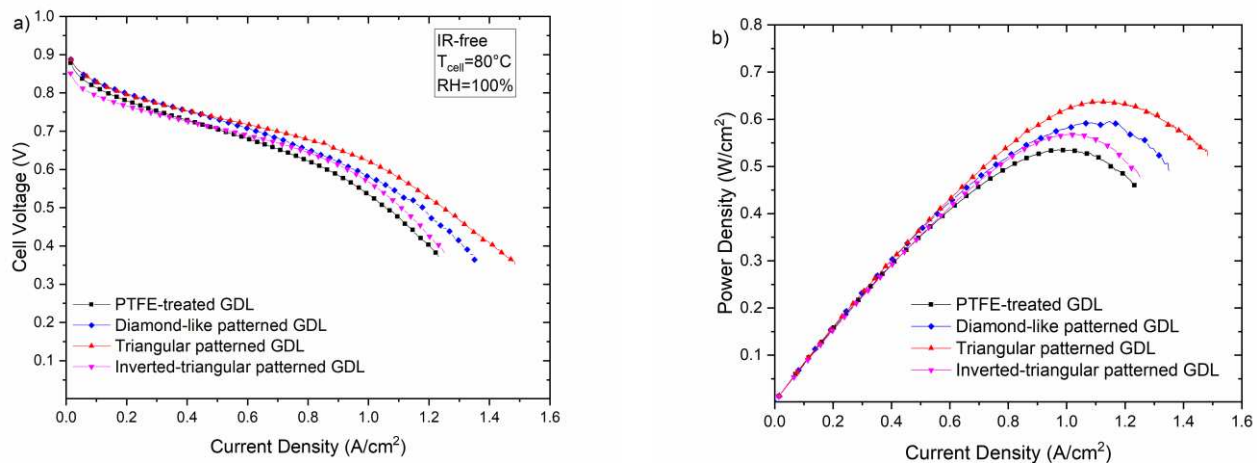 a)
1.0
0.9
0.8
0.7
0.6
0.5
0.4
0.3
0.2
0.1
Cell Voltage (V)
IR-free
T_cell=80°C
RH=100%
PTFE-treated GDL
Diamond-like patterned GDL
Triangular patterned GDL
Inverted-triangular patterned GDL
0.0 0.2 0.4 0.6 0.8 1.0 1.2 1.4 1.6
Current Density (A/cm²)
b)
0.8
0.7
0.6
0.5
0.4
0.3
0.2
0.1
Power Density (W/cm²)
PTFE-treated GDL
Diamond-like patterned GDL
Triangular patterned GDL
Inverted-triangular patterned GDL
0.0 0.2 0.4 0.6 0.8 1.0 1.2 1.4 1.6
Current Density (A/cm²)